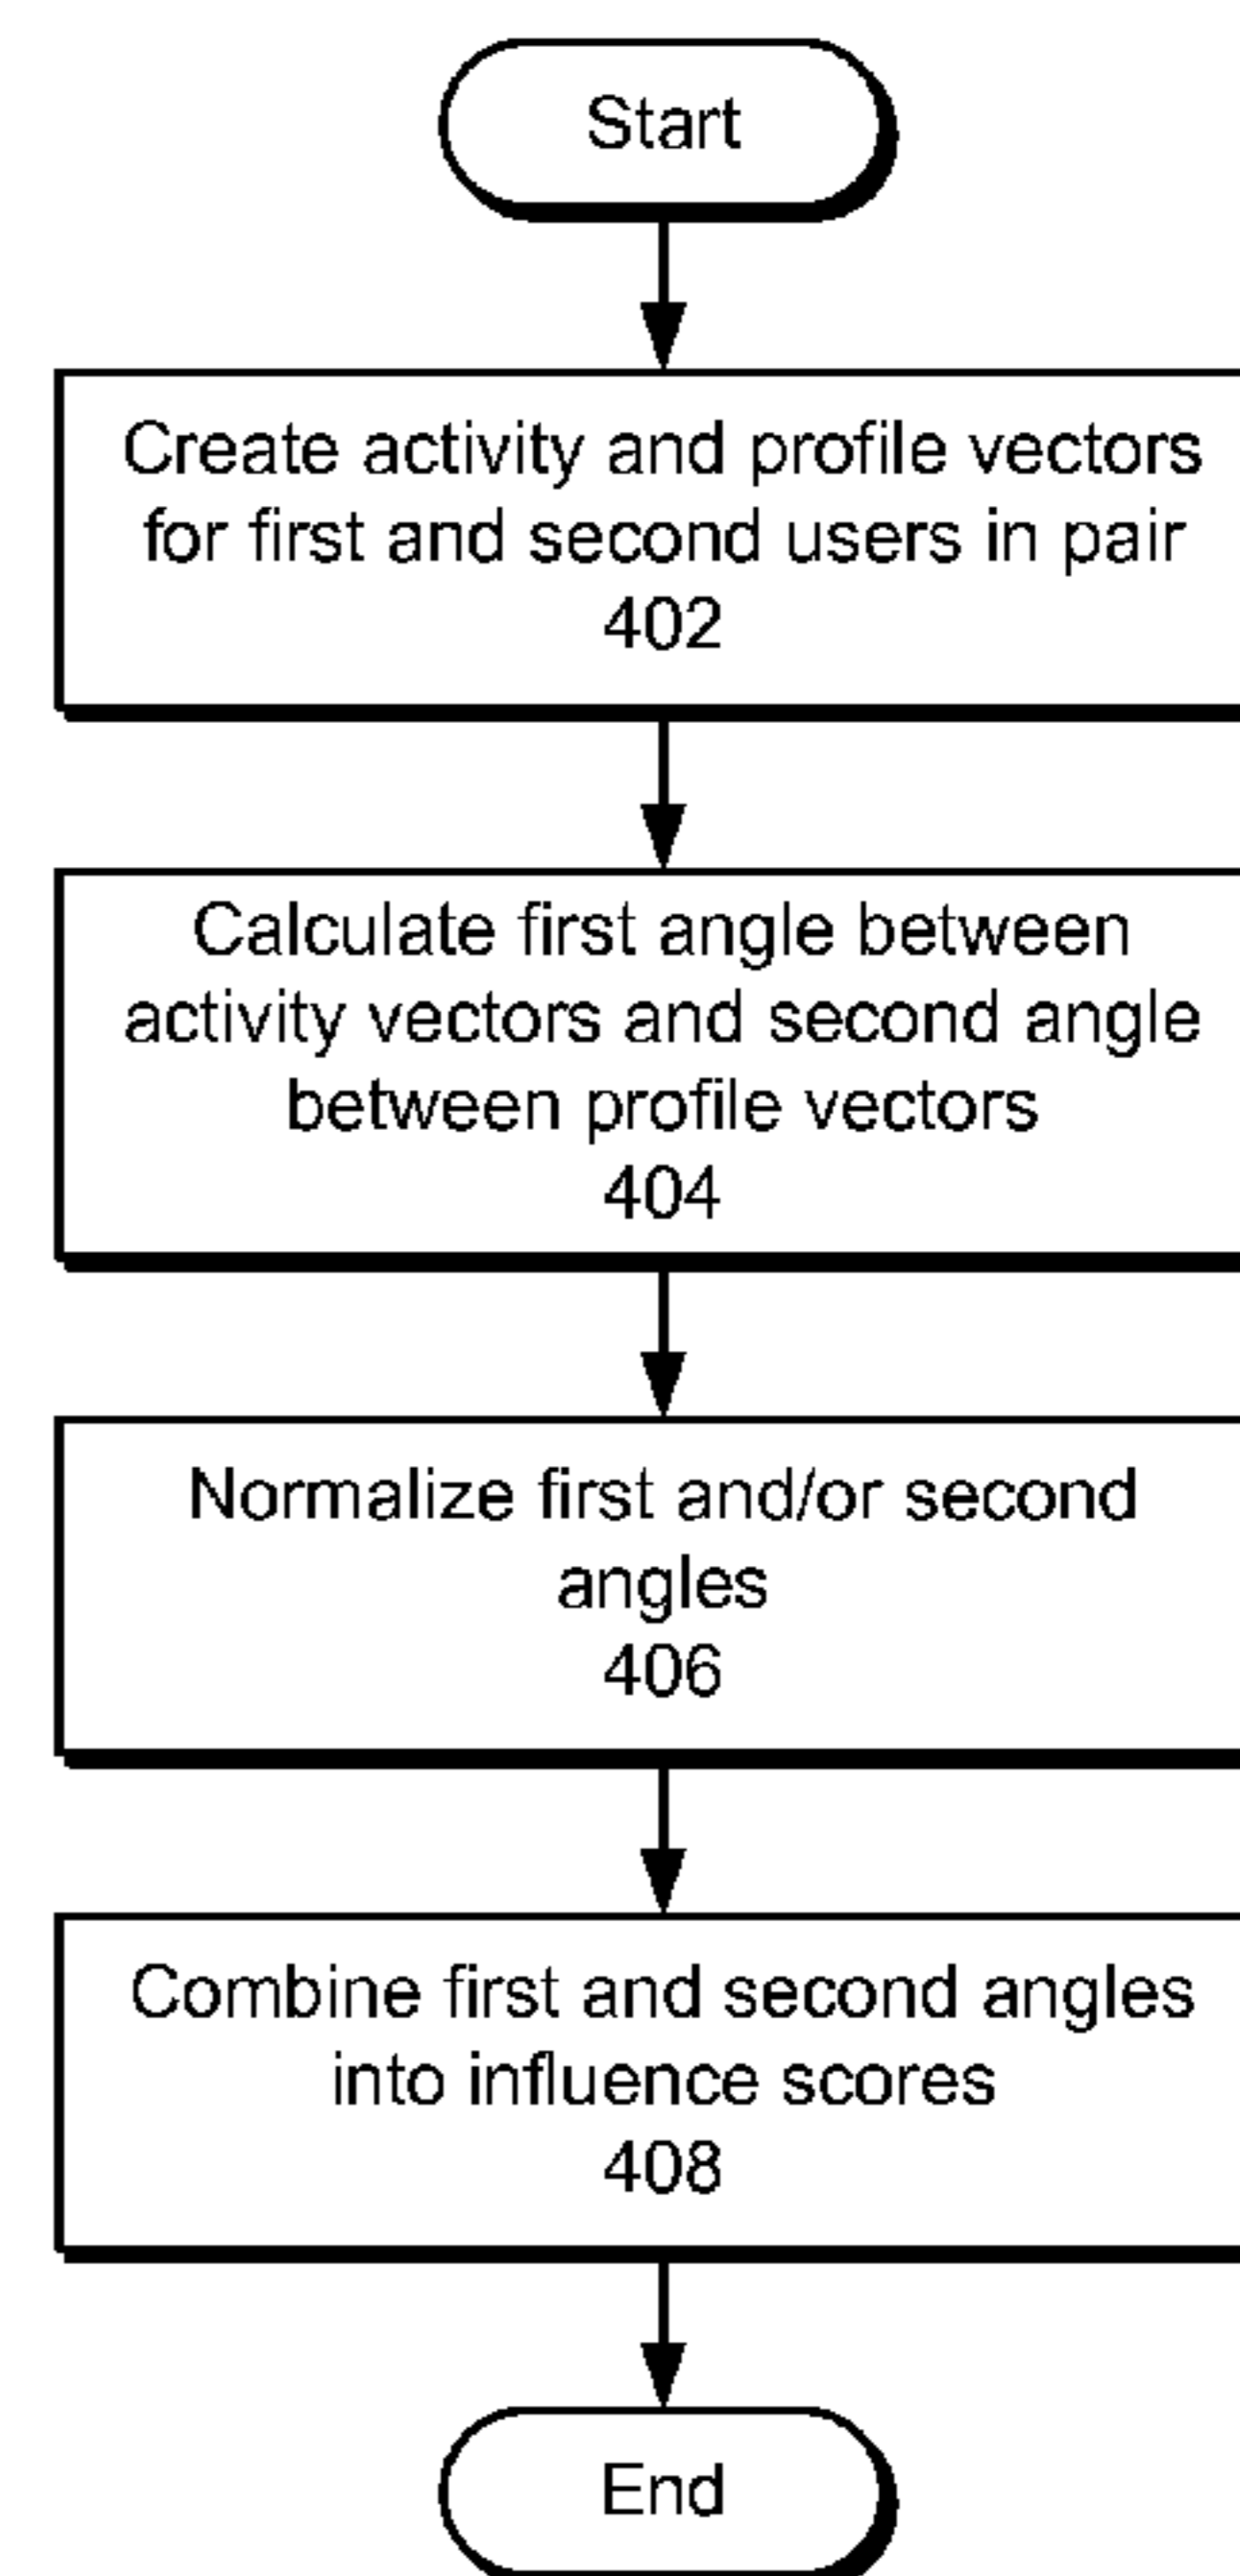 Start
Create activity and profile vectors
for first and second users in pair
402
Calculate first angle between
activity vectors and second angle
between profile vectors
404
Normalize first and/or second
angles
406
Combine first and second angles
into influence scores
408
End